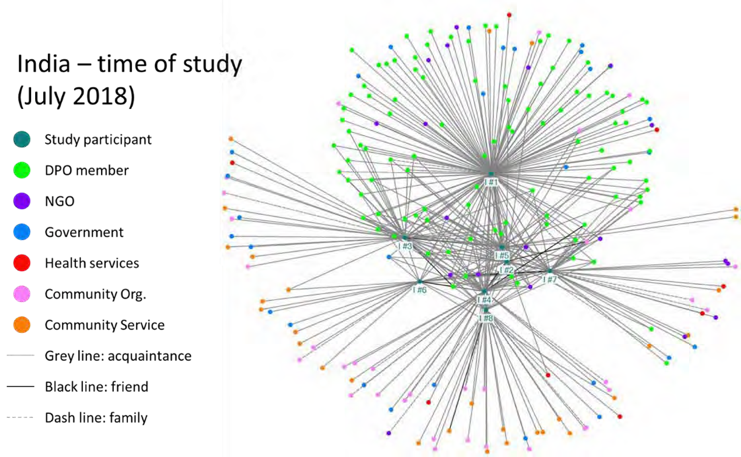 India – time of study
(July 2018)
Study participant
DPO member
NGO
Government
Health services
Community Org.
Community Service
Grey line: acquaintance
Black line: friend
Dash line: family
I #1
I #3
I #5
I #2
I #7
I #6
I #4
I #8